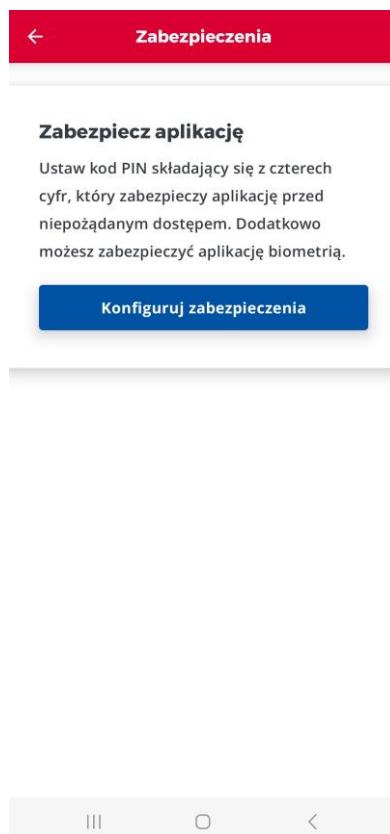 Zabezpieczenia
Zabezpiecz aplikację
Ustaw kod PIN składający się z czterech
cyfr, który zabezpieczy aplikację przed
niepożądanym dostępem. Dodatkowo
możesz zabezpieczyć aplikację biometrią.
Konfiguruj zabezpieczenia